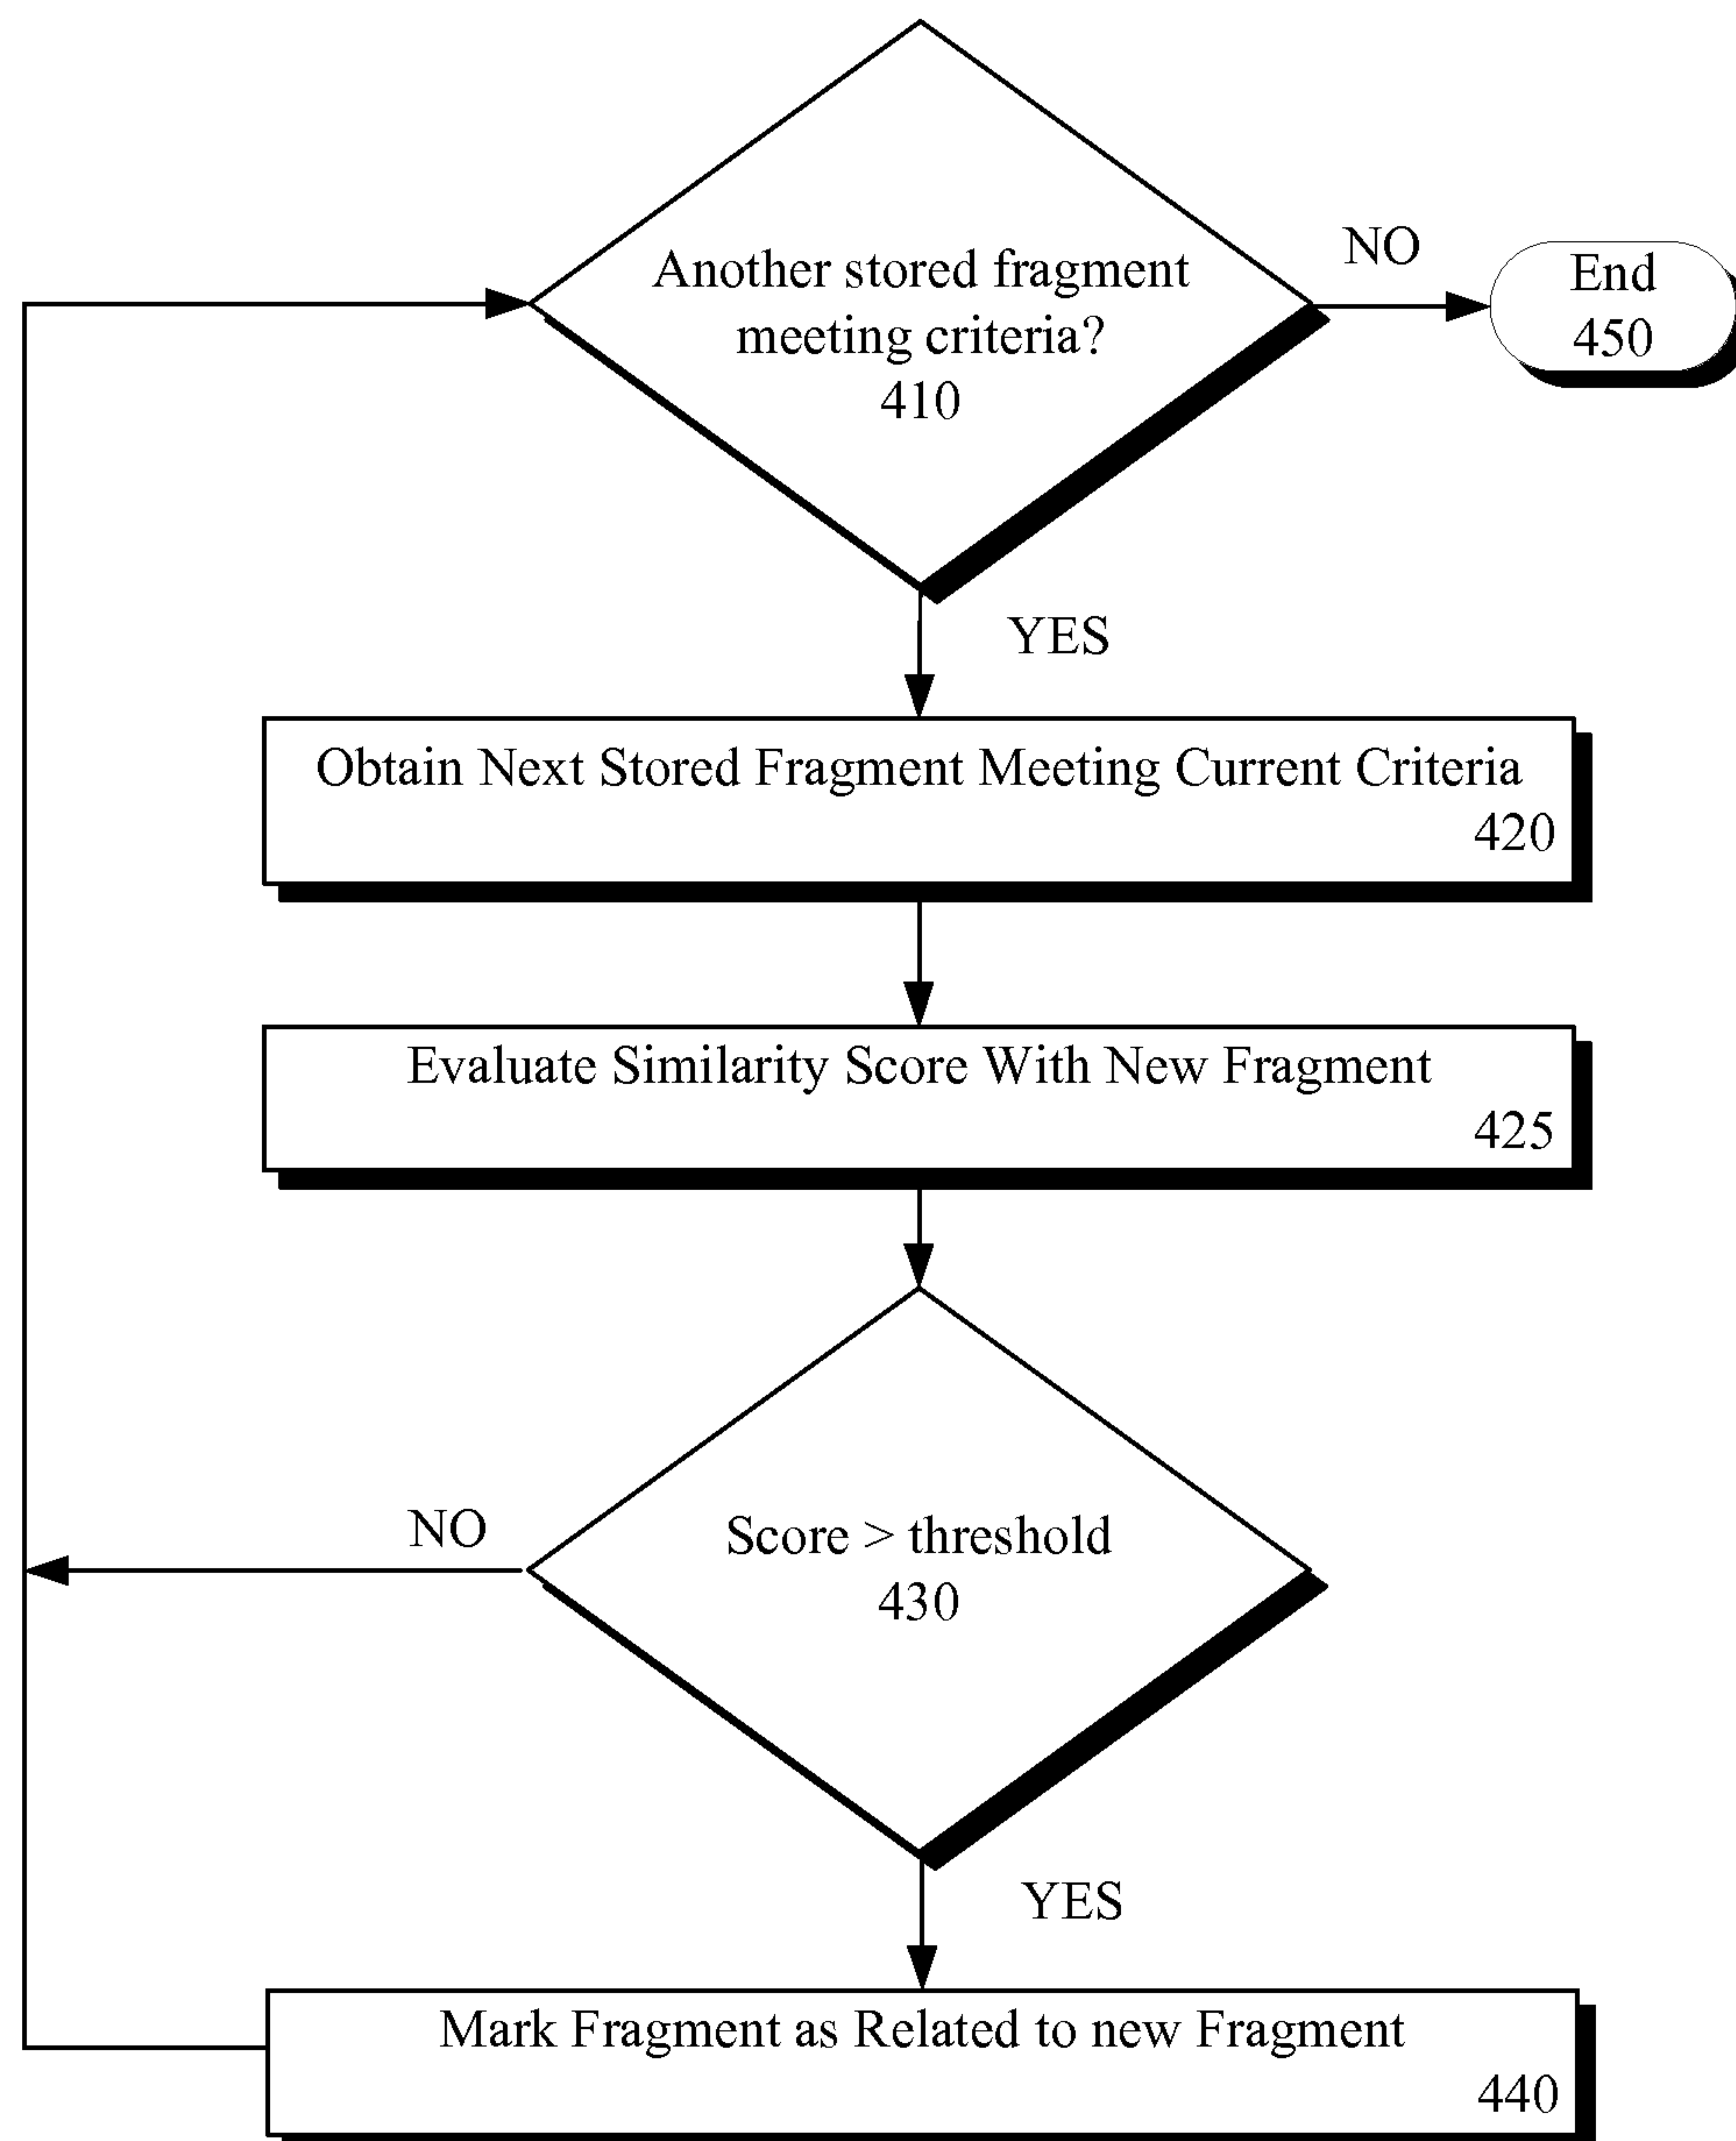 Another stored fragment
meeting criteria?
410
NO
End
450
YES
Obtain Next Stored Fragment Meeting Current Criteria
420
Evaluate Similarity Score With New Fragment
425
NO
Score > threshold
430
YES
Mark Fragment as Related to new Fragment
440